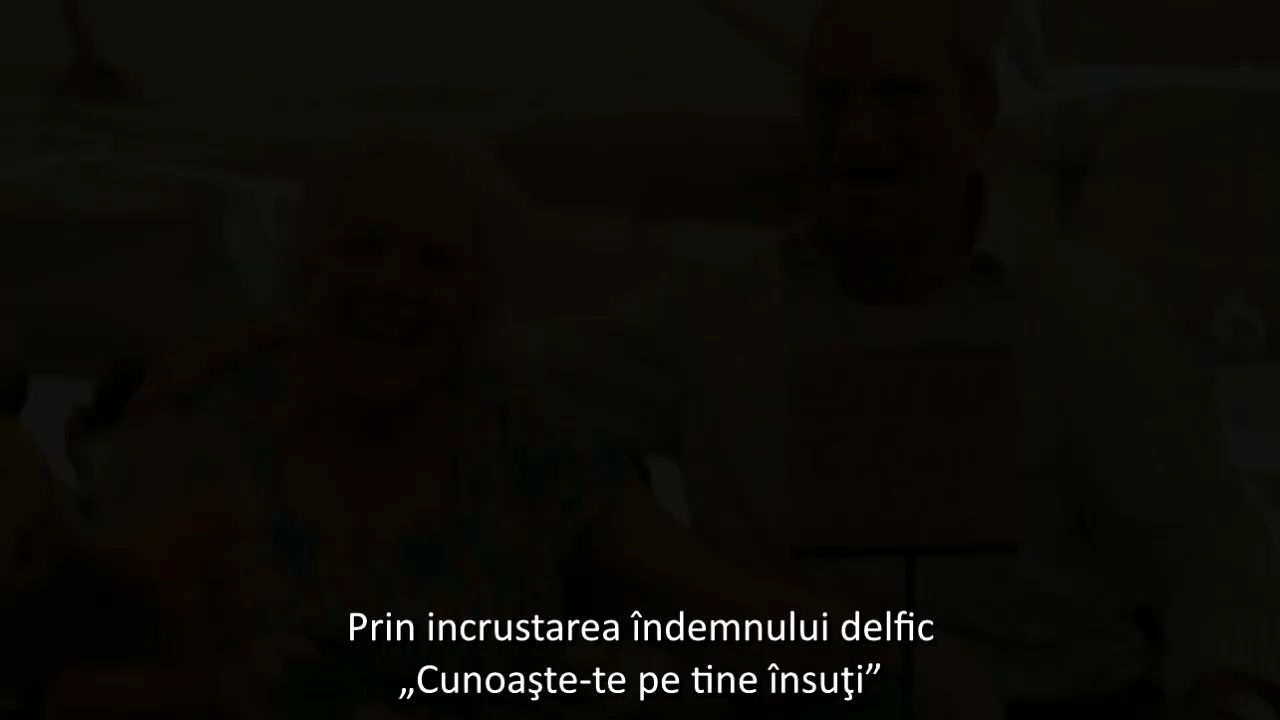 Prin incrustarea îndemnului delfic
„Cunoaşte-te pe tine însuţi”